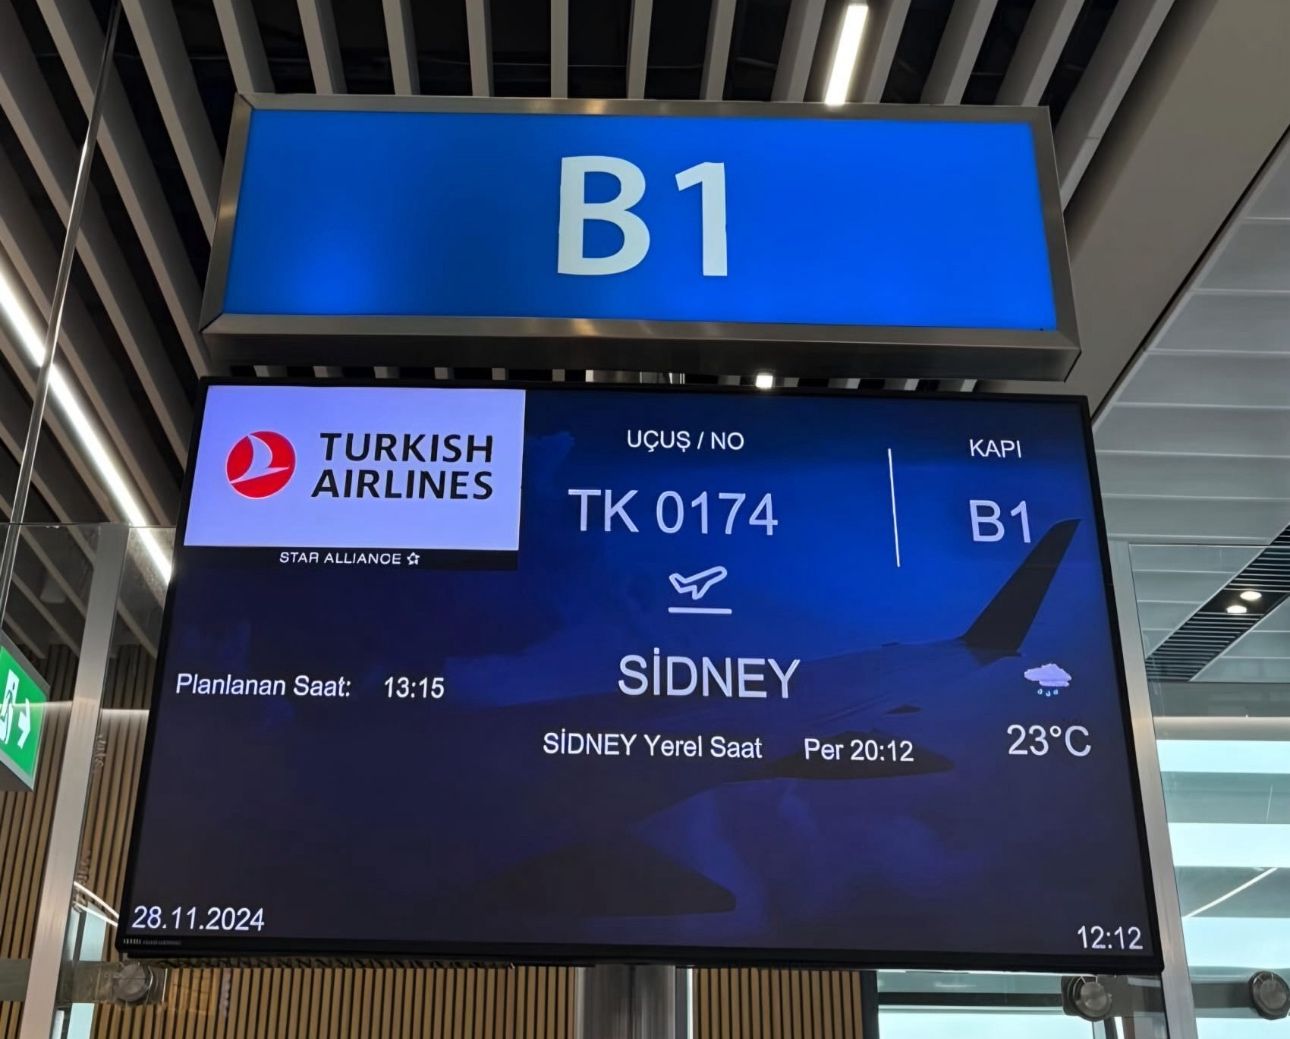 B1
TURKISH
AIRLINES
STAR ALLIANCE
UÇUŞ / NO
TK 0174
KAPI
B1
SİDNEY
Planlanan Saat: 13:15
SİDNEY Yerel Saat Per 20:12
23°C
28.11.2024
12:12